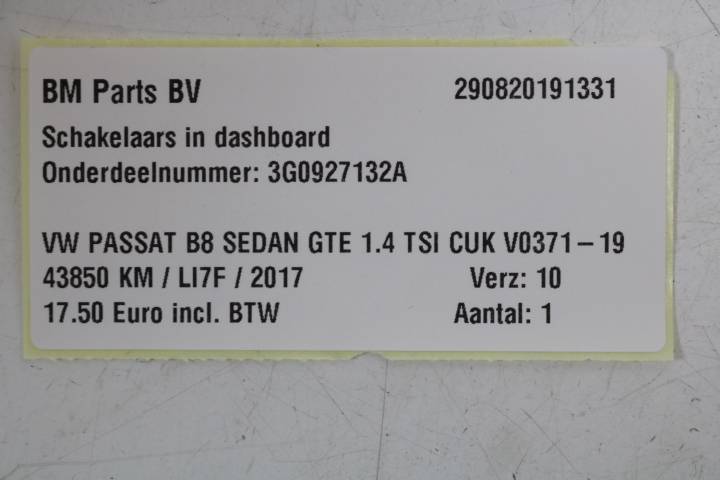 BM Parts BV 290820191331
Schakelaars in dashboard
Onderdeelnummer: 3G0927132A
VW PASSAT B8 SEDAN GTE 1.4 TSI CUK V0371-19
43850 KM / LI7F / 2017 Verz: 10
17.50 Euro incl. BTW Aantal: 1